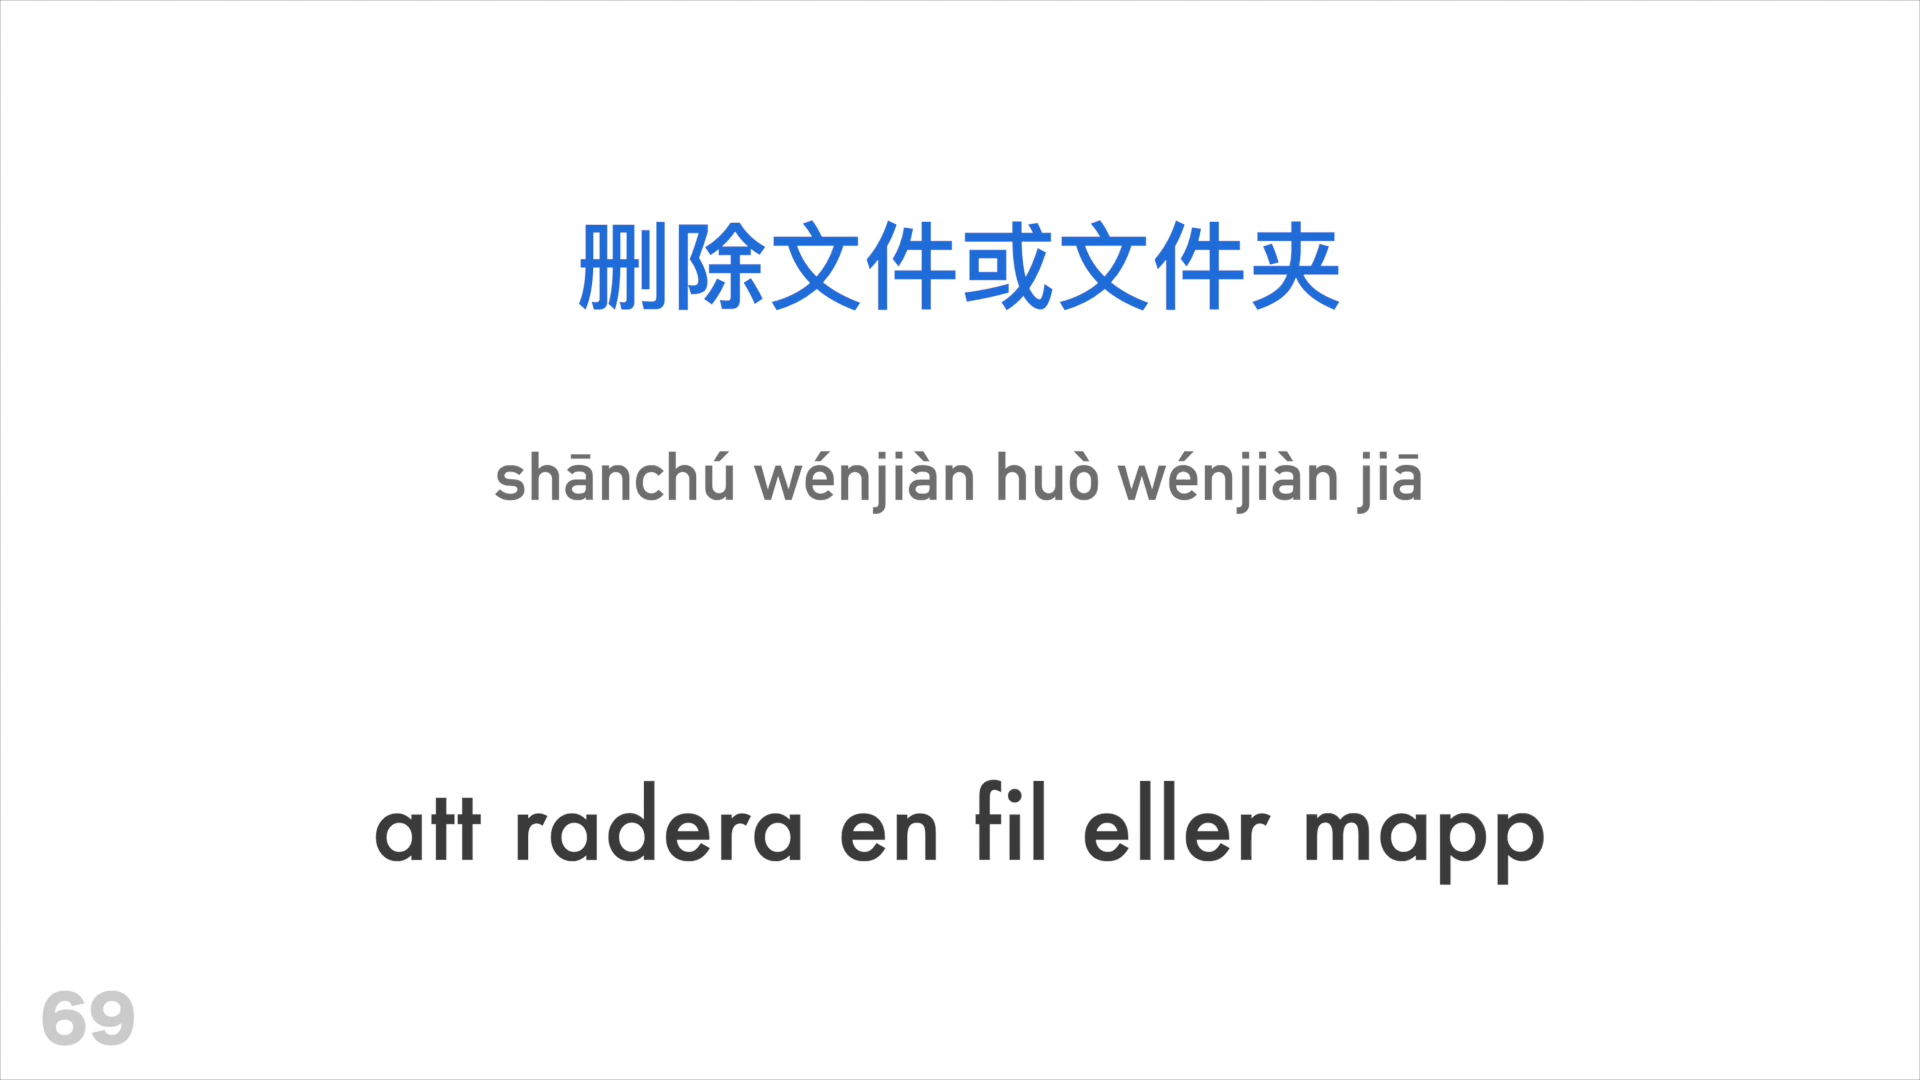 删除文件或文件夹
shānchú wénjiàn huò wénjiàn jiā
att radera en fil eller mapp
69